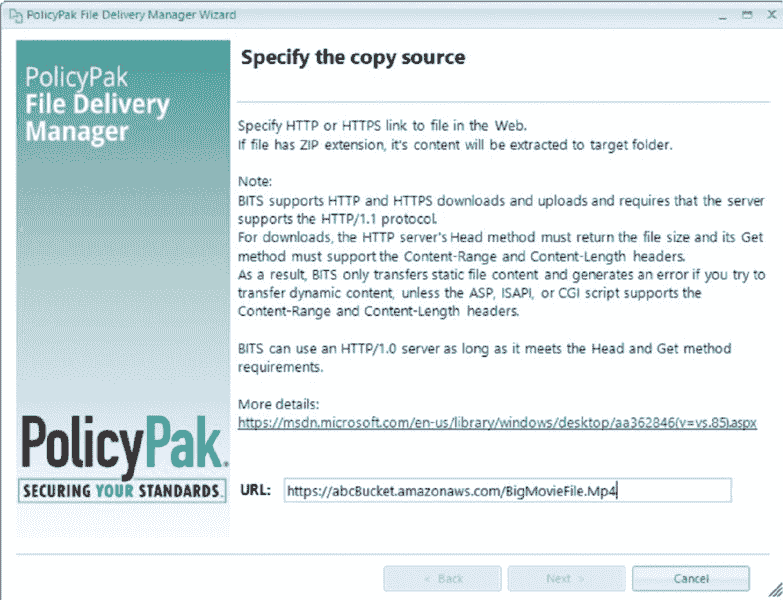 PolicyPak File Delivery Manager Wizard
PolicyPak
File Delivery
Manager
Specify the copy source
Specify HTTP or HTTPS link to file in the Web.
If file has ZIP extension, it's content will be extracted to target folder.
Note:
BITS supports HTTP and HTTPS downloads and uploads and requires that the server
supports the HTTP/1.1 protocol.
For downloads, the HTTP server's Head method must return the file size and its Get
method must support the Content-Range and Content-Length headers.
As a result, BITS only transfers static file content and generates an error if you try to
transfer dynamic content, unless the ASP, ISAPI, or CGI script supports the
Content-Range and Content-Length headers.
BITS can use an HTTP/1.0 server as long as it meets the Head and Get method
requirements.
More details:
https://msdn.microsoft.com/en-us/library/windows/desktop/aa362846(v=vs.85).aspx
PolicyPak.
SECURING YOUR STANDARDS.
URL: https://abcBucket.amazonaws.com/BigMovieFile.Mp4
< Back Next > Cancel